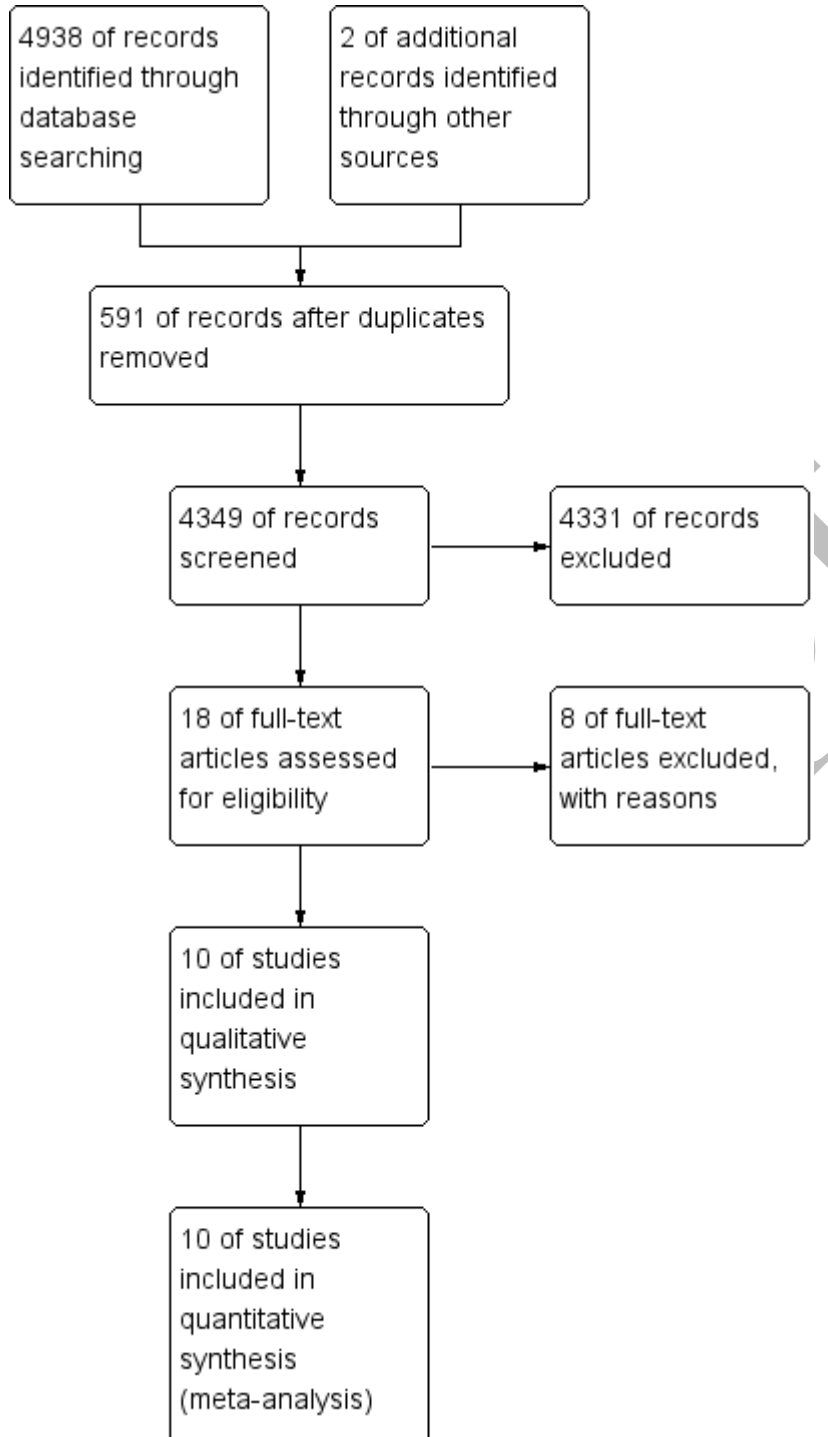 4938 of records
identified through
database
searching
2 of additional
records identified
through other
sources
591 of records after duplicates
removed
4349 of records
screened
4331 of records
excluded
18 of full-text
articles assessed
for eligibility
8 of full-text
articles excluded,
with reasons
10 of studies
included in
qualitative
synthesis
10 of studies
included in
quantitative
synthesis
(meta-analysis)